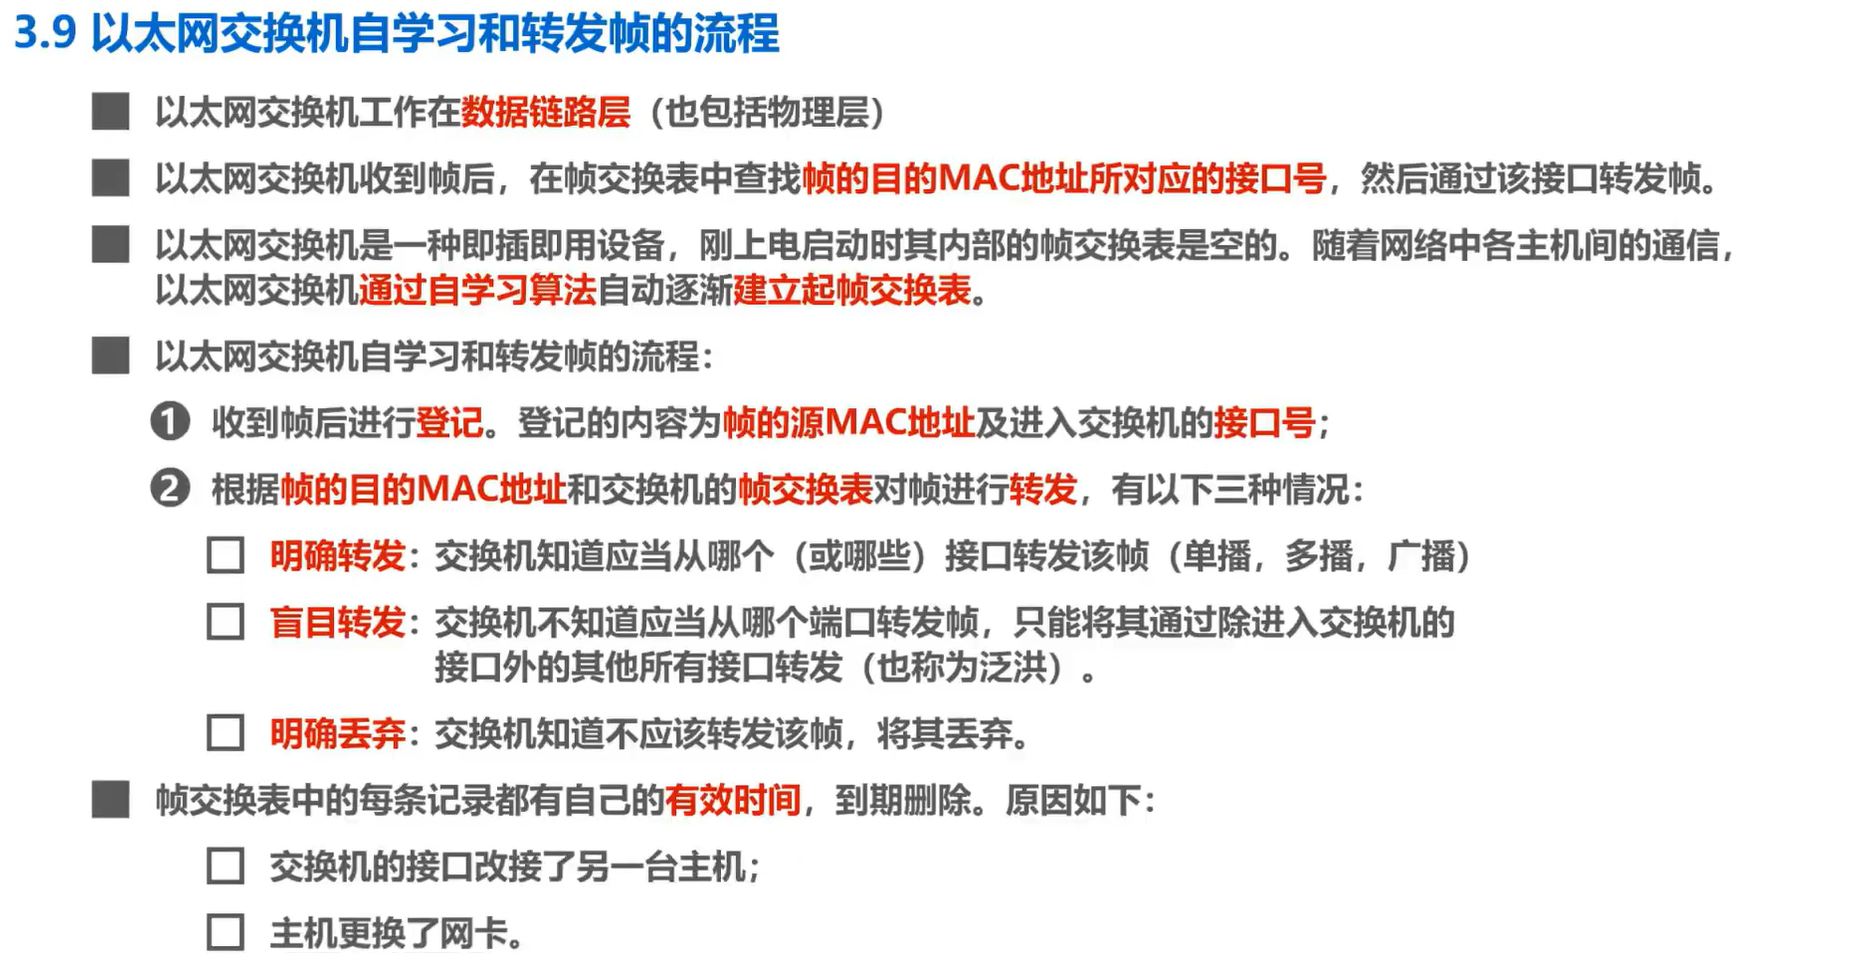 3.9 以太网交换机自学习和转发帧的流程
以太网交换机工作在数据链路层（也包括物理层）
以太网交换机收到帧后，在帧交换表中查找帧的目的MAC地址所对应的接口号，然后通过该接口转发帧。
以太网交换机是一种即插即用设备，刚上电启动时其内部的帧交换表是空的。随着网络中各主机间的通信，
以太网交换机通过自学习算法自动逐渐建立起帧交换表。
以太网交换机自学习和转发帧的流程：
❶ 收到帧后进行登记。登记的内容为帧的源MAC地址及进入交换机的接口号；
❷ 根据帧的目的MAC地址和交换机的帧交换表对帧进行转发，有以下三种情况：
明确转发：交换机知道应当从哪个（或哪些）接口转发该帧（单播，多播，广播）
盲目转发：交换机不知道应当从哪个端口转发帧，只能将其通过除进入交换机的
接口外的其他所有接口转发（也称为泛洪）。
明确丢弃：交换机知道不应该转发该帧，将其丢弃。
帧交换表中的每条记录都有自己的有效时间，到期删除。原因如下：
交换机的接口改接了另一台主机；
主机更换了网卡。